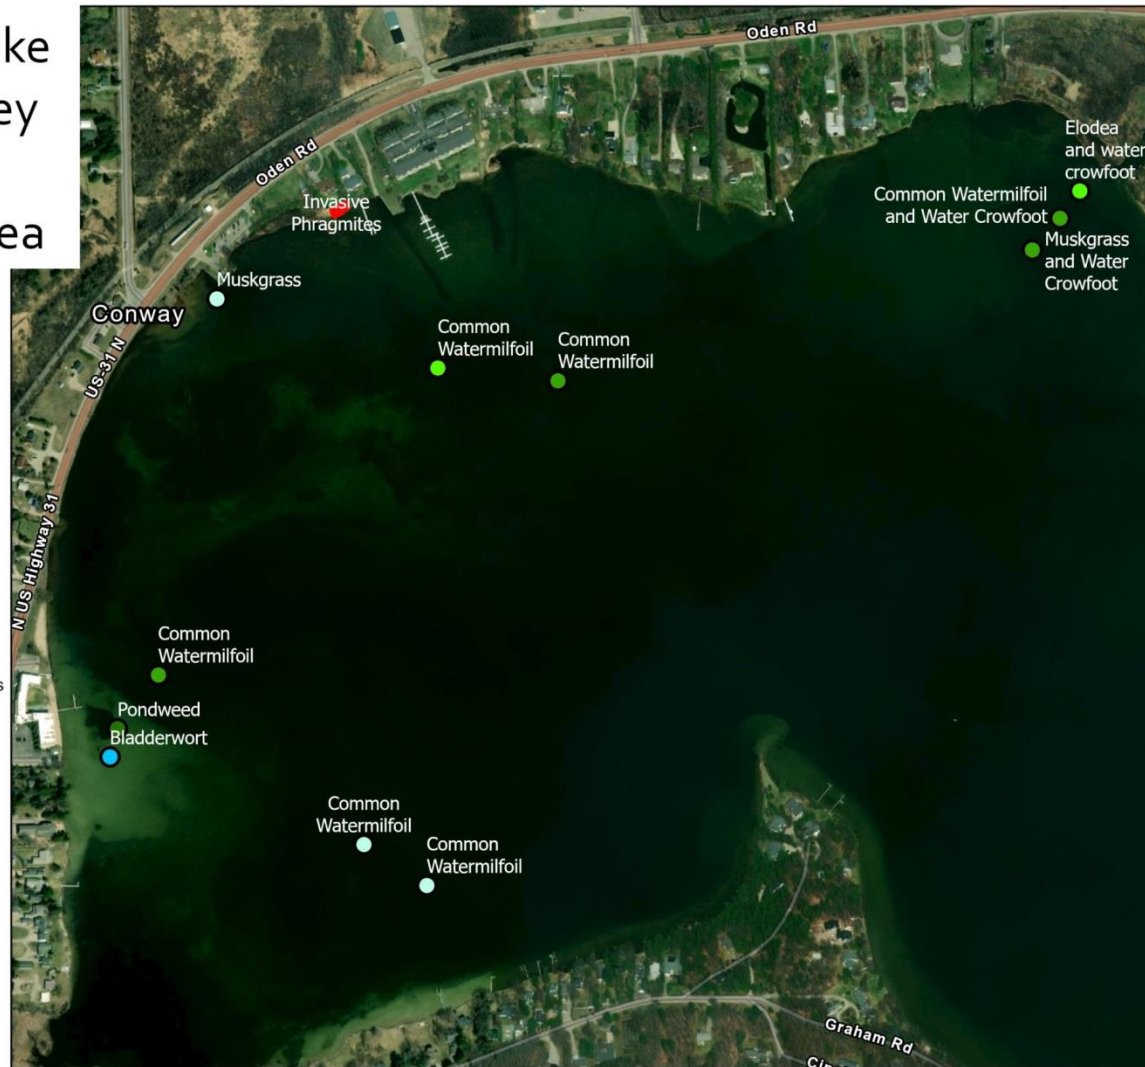 ke
ey
ea
Oden Rd
Elodea
and water
crowfoot
Common Watermilfoil
and Water Crowfoot
Muskgrass
and Water
Crowfoot
Oden Rd
Invasive
Phragmites
Muskgrass
Conway
US-31 N
Common
Watermilfoil
Common
Watermilfoil
N US Highway 31
Common
Watermilfoil
s
Pondweed
Bladderwort
Common
Watermilfoil
Common
Watermilfoil
Graham Rd